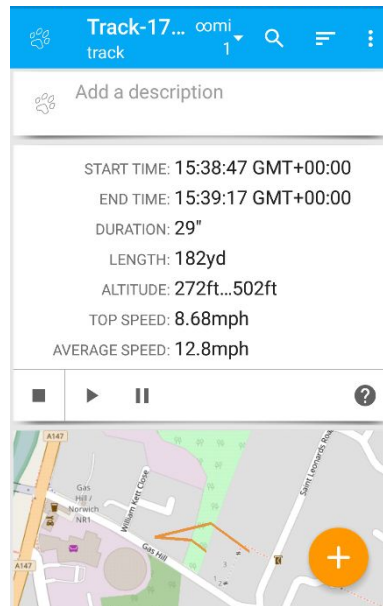 Track-17... oomi
track 1
Add a description
START TIME: 15:38:47 GMT+00:00
END TIME: 15:39:17 GMT+00:00
DURATION: 29"
LENGTH: 182yd
ALTITUDE: 272ft...502ft
TOP SPEED: 8.68mph
AVERAGE SPEED: 12.8mph
A147
Gas
Hill /
Norwich
NR1
William Kett Close
Saint Leonards Road
Gas Hill
A147